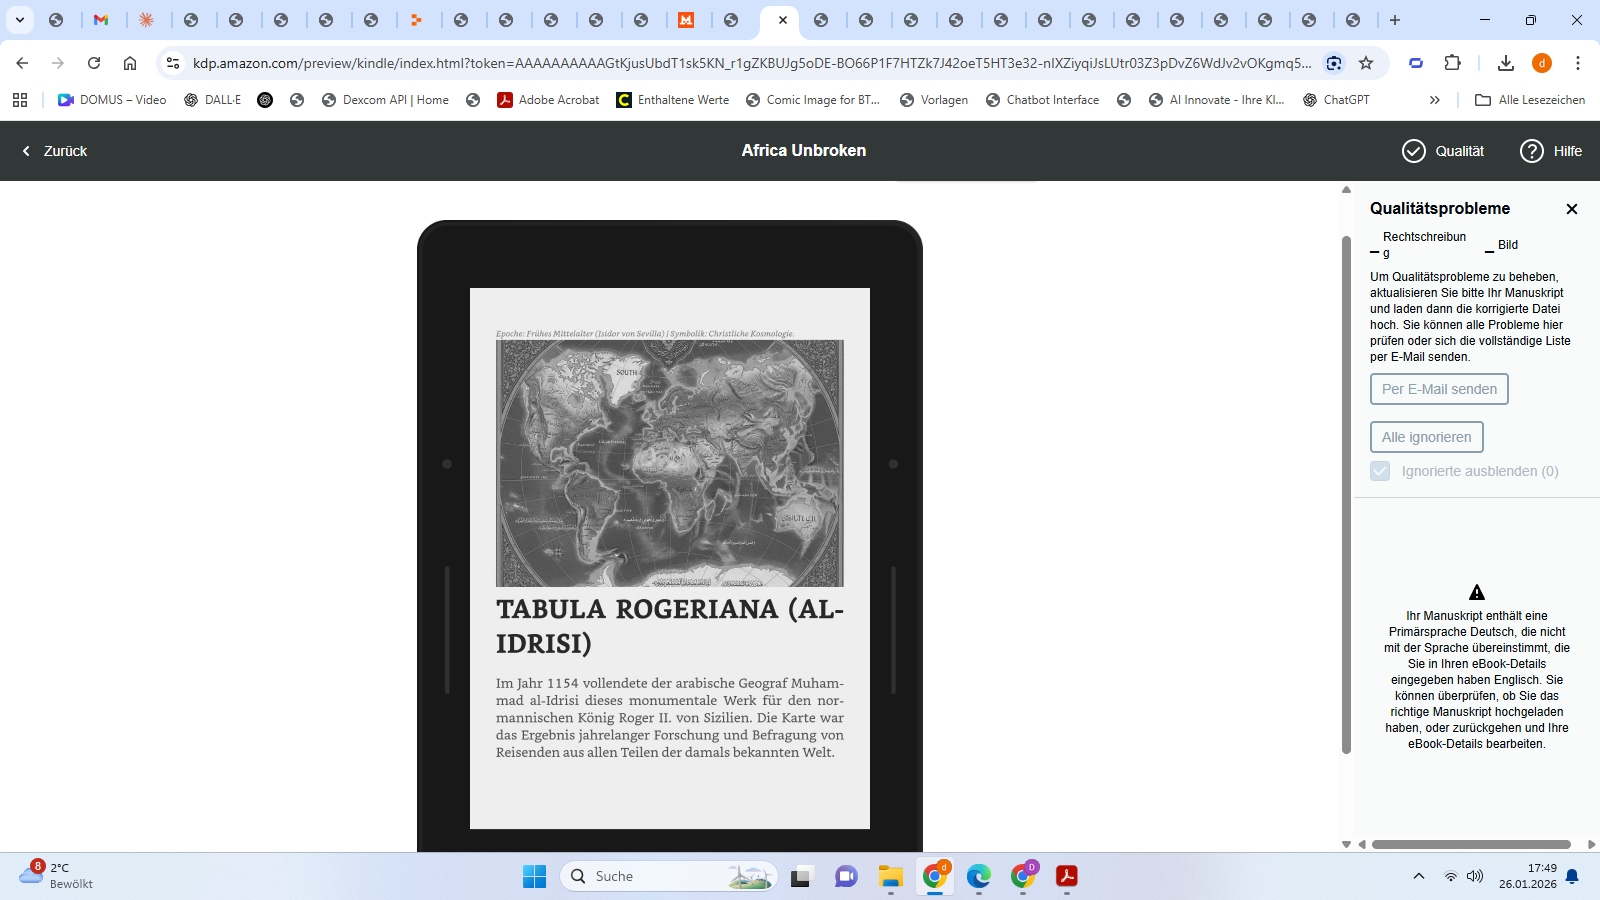 kdp.amazon.com/preview/kindle/index.html?token=AAAAAAAAAAGtKjusUbdT1sk5KN_r1gZKBUJg5oDE-BO66P1F7HTZk7J42oeT5HT3e32-nIXZiyqiJsLUtr03Z3pDvZ6WdJv2vOKgmq5...
d
DOMUS – Video
DALL·E
Dexcom API | Home
Adobe Acrobat
Enthaltene Werte
Comic Image for BT...
Vorlagen
Chatbot Interface
AI Innovate - Ihre KI...
ChatGPT
Alle Lesezeichen
Zurück
Africa Unbroken
Qualität
Hilfe
Epoche: Frühes Mittelalter (Isidor von Sevilla) | Symbolik: Christliche Kosmologie.
SOUTH
TABULA ROGERIANA (AL-
IDRISI)
Im Jahr 1154 vollendete der arabische Geograf Muham-
mad al-Idrisi dieses monumentale Werk für den nor-
mannischen König Roger II. von Sizilien. Die Karte war
das Ergebnis jahrelanger Forschung und Befragung von
Reisenden aus allen Teilen der damals bekannten Welt.
Qualitätsprobleme
Rechtschreibun
g
Bild
Um Qualitätsprobleme zu beheben,
aktualisieren Sie bitte Ihr Manuskript
und laden dann die korrigierte Datei
hoch. Sie können alle Probleme hier
prüfen oder sich die vollständige Liste
per E-Mail senden.
Per E-Mail senden
Alle ignorieren
Ignorierte ausblenden (0)
Ihr Manuskript enthält eine
Primärsprache Deutsch, die nicht
mit der Sprache übereinstimmt, die
Sie in Ihren eBook-Details
eingegeben haben Englisch. Sie
können überprüfen, ob Sie das
richtige Manuskript hochgeladen
haben, oder zurückgehen und Ihre
eBook-Details bearbeiten.
8
2°C
Bewölkt
Suche
d
D
17:49
26.01.2026